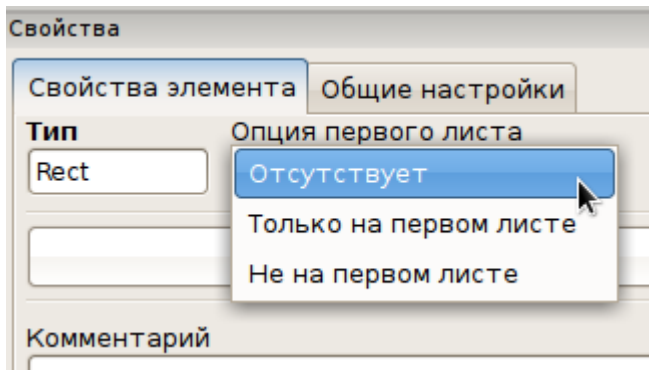 Свойства
Свойства элемента Общие настройки
Тип Опция первого листа
Rect Отсутствует
Только на первом листе
Не на первом листе
Комментарий